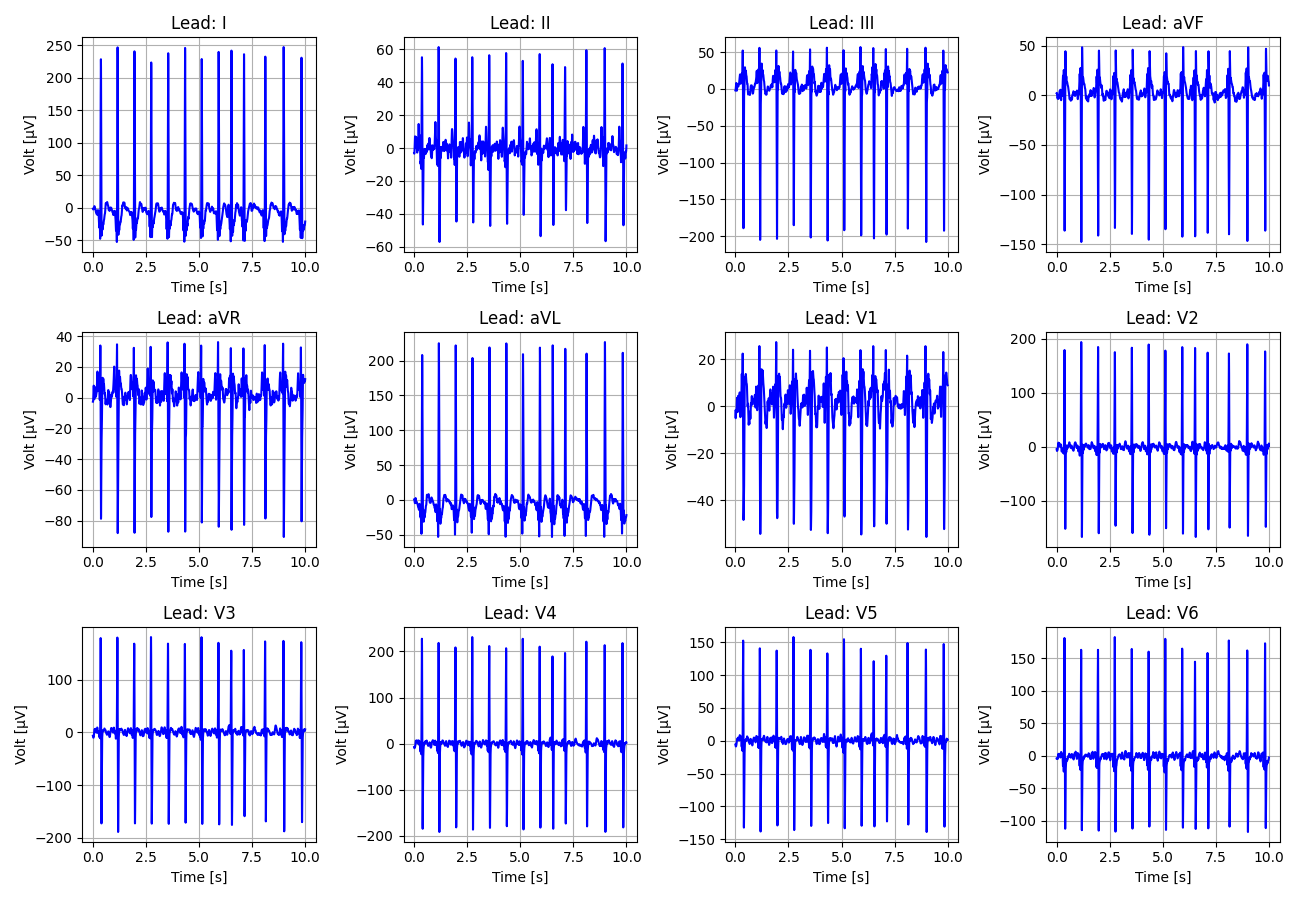 Lead: I
Volt [µV]
250
200
150
100
50
0
−50
0.0 2.5 5.0 7.5 10.0
Time [s]
Lead: II
Volt [µV]
60
40
20
0
−20
−40
−60
0.0 2.5 5.0 7.5 10.0
Time [s]
Lead: III
Volt [µV]
50
0
−50
−100
−150
−200
0.0 2.5 5.0 7.5 10.0
Time [s]
Lead: aVF
Volt [µV]
50
0
−50
−100
−150
0.0 2.5 5.0 7.5 10.0
Time [s]
Lead: aVR
Volt [µV]
40
20
0
−20
−40
−60
−80
0.0 2.5 5.0 7.5 10.0
Time [s]
Lead: aVL
Volt [µV]
200
150
100
50
0
−50
0.0 2.5 5.0 7.5 10.0
Time [s]
Lead: V1
Volt [µV]
20
0
−20
−40
0.0 2.5 5.0 7.5 10.0
Time [s]
Lead: V2
Volt [µV]
200
100
0
−100
0.0 2.5 5.0 7.5 10.0
Time [s]
Lead: V3
Volt [µV]
100
0
−100
−200
0.0 2.5 5.0 7.5 10.0
Time [s]
Lead: V4
Volt [µV]
200
100
0
−100
−200
0.0 2.5 5.0 7.5 10.0
Time [s]
Lead: V5
Volt [µV]
150
100
50
0
−50
−100
−150
0.0 2.5 5.0 7.5 10.0
Time [s]
Lead: V6
Volt [µV]
150
100
50
0
−50
−100
0.0 2.5 5.0 7.5 10.0
Time [s]